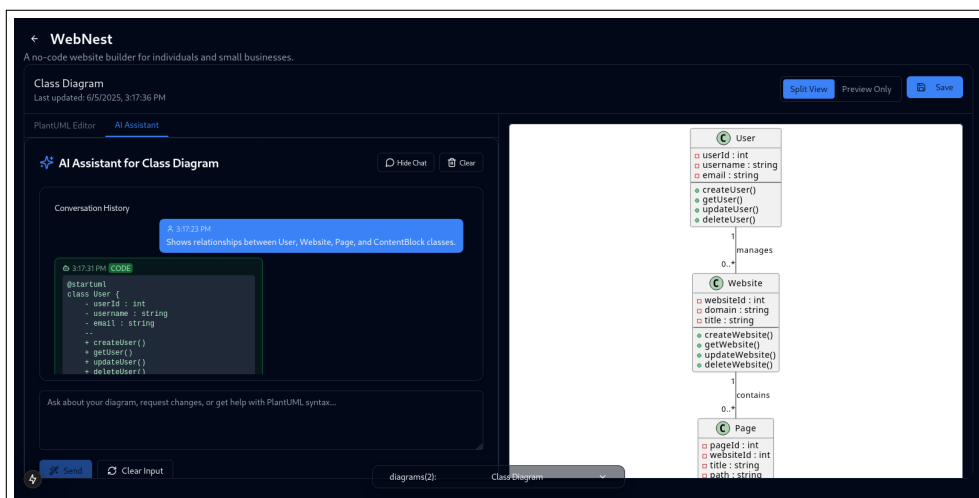 ← WebNest
A no-code website builder for individuals and small businesses.
Class Diagram
Last updated: 6/5/2025, 3:17:36 PM
Split View
Preview Only
Save
PlantUML Editor
AI Assistant
AI Assistant for Class Diagram
Hide Chat
Clear
Conversation History
3:17:23 PM
Shows relationships between User, Website, Page, and ContentBlock classes.
3:17:31 PM CODE
@startuml
class User {
- userId : int
- username : string
- email : string
--
+ createUser()
+ getUser()
+ updateUser()
+ deleteUser()
Ask about your diagram, request changes, or get help with PlantUML syntax...
Send
Clear Input
diagrams(2):
Class Diagram
C User
userId : int
username : string
email : string
createUser()
getUser()
updateUser()
deleteUser()
1
manages
0..*
C Website
websiteId : int
domain : string
title : string
createWebsite()
getWebsite()
updateWebsite()
deleteWebsite()
1
contains
0..*
C Page
pageId : int
websiteId : int
title : string
path : string